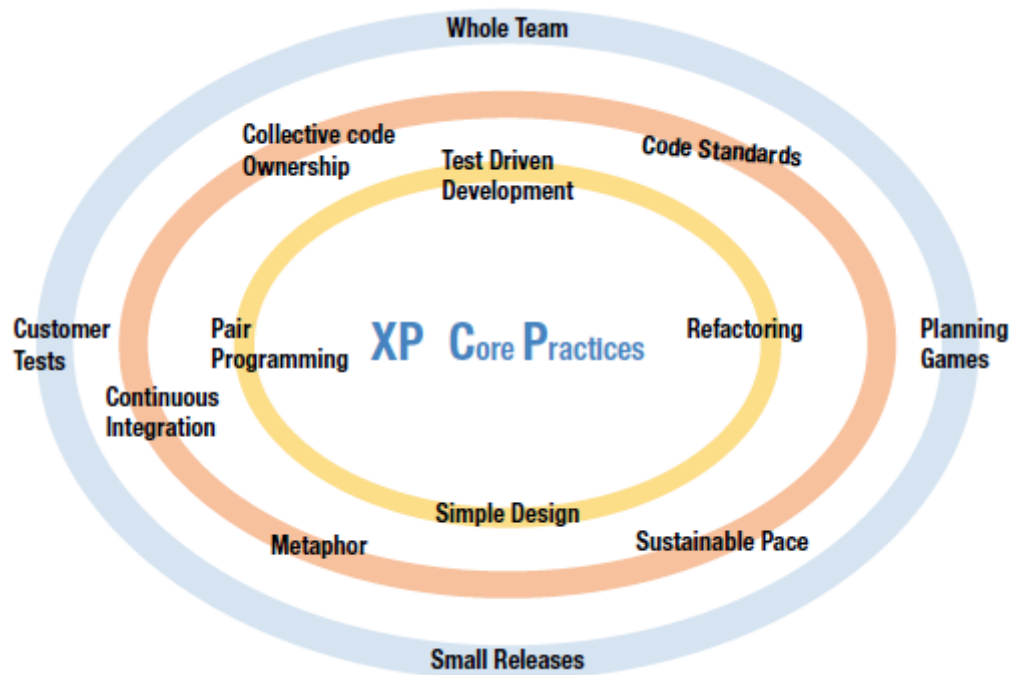 Whole Team
Collective code
Ownership
Code Standards
Test Driven
Development
Customer
Tests
Pair
Programming
XP Core Practices
Refactoring
Planning
Games
Continuous
Integration
Simple Design
Metaphor
Sustainable Pace
Small Releases